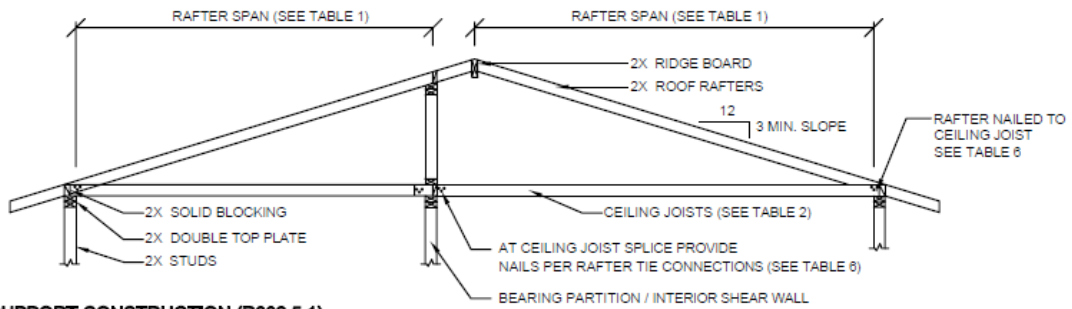 RAFTER SPAN (SEE TABLE 1)
RAFTER SPAN (SEE TABLE 1)
2X RIDGE BOARD
2X ROOF RAFTERS
12
3 MIN. SLOPE
RAFTER NAILED TO
CEILING JOIST
SEE TABLE 6
2X SOLID BLOCKING
2X DOUBLE TOP PLATE
2X STUDS
CEILING JOISTS (SEE TABLE 2)
AT CEILING JOIST SPLICE PROVIDE
NAILS PER RAFTER TIE CONNECTIONS (SEE TABLE 6)
BEARING PARTITION / INTERIOR SHEAR WALL